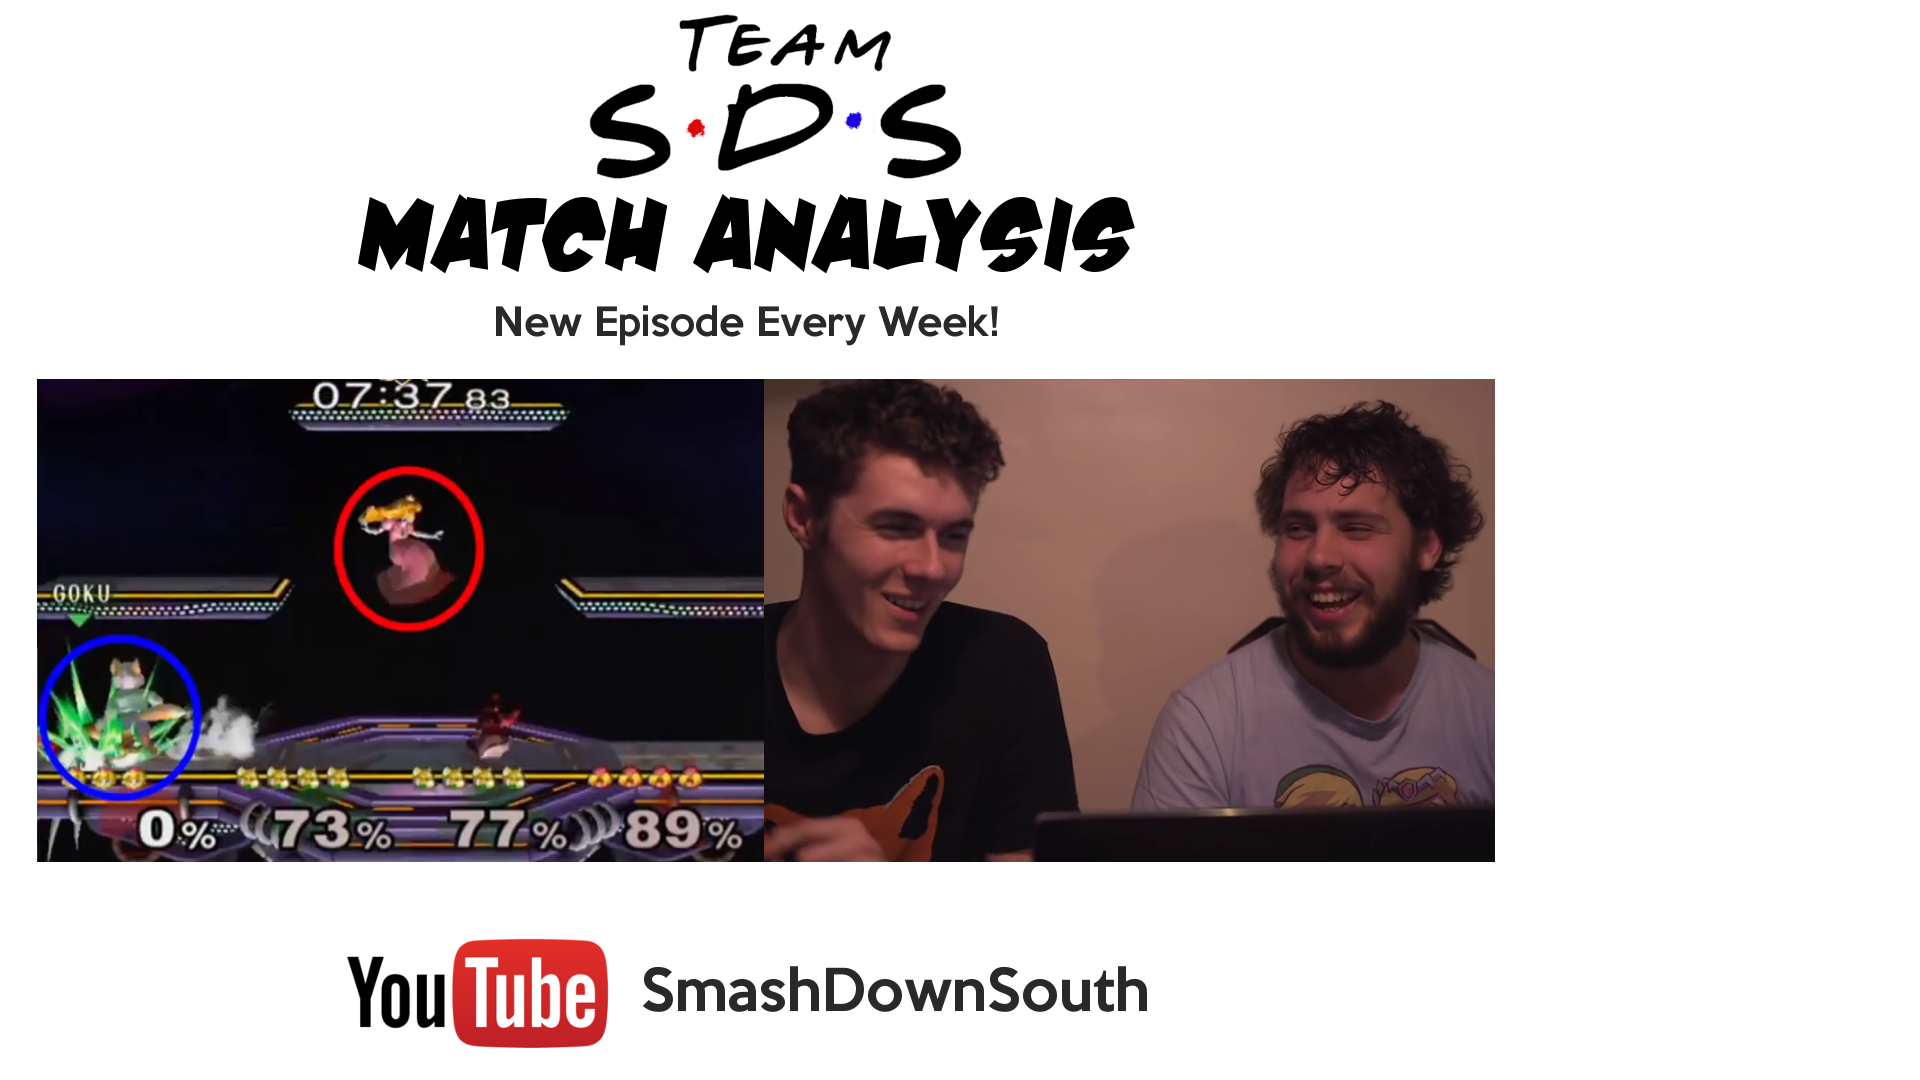 TEAM
S•D•S
MATCH ANALYSIS
New Episode Every Week!
07:37 83
GOKU
0% 73% 77% 89%
YouTube SmashDownSouth